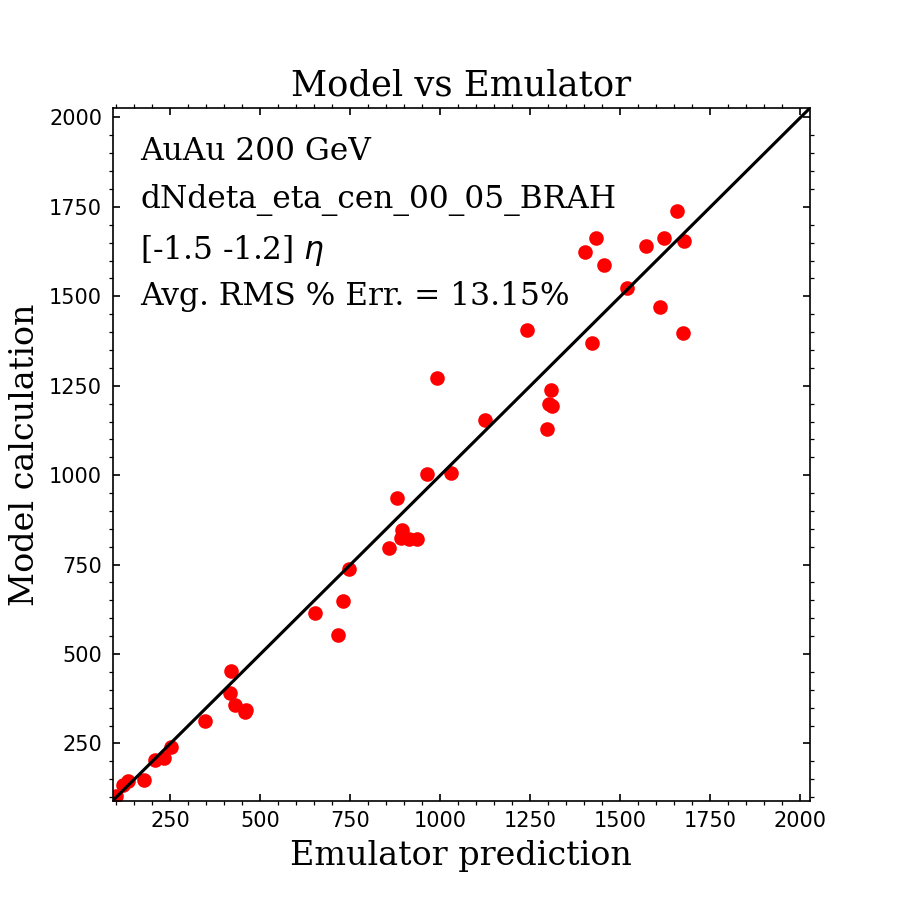 Model vs Emulator
AuAu 200 GeV
dNdeta_eta_cen_00_05_BRAH
[-1.5 -1.2] η
Avg. RMS % Err. = 13.15%
Model calculation
2000
1750
1500
1250
1000
750
500
250
250 500 750 1000 1250 1500 1750 2000
Emulator prediction